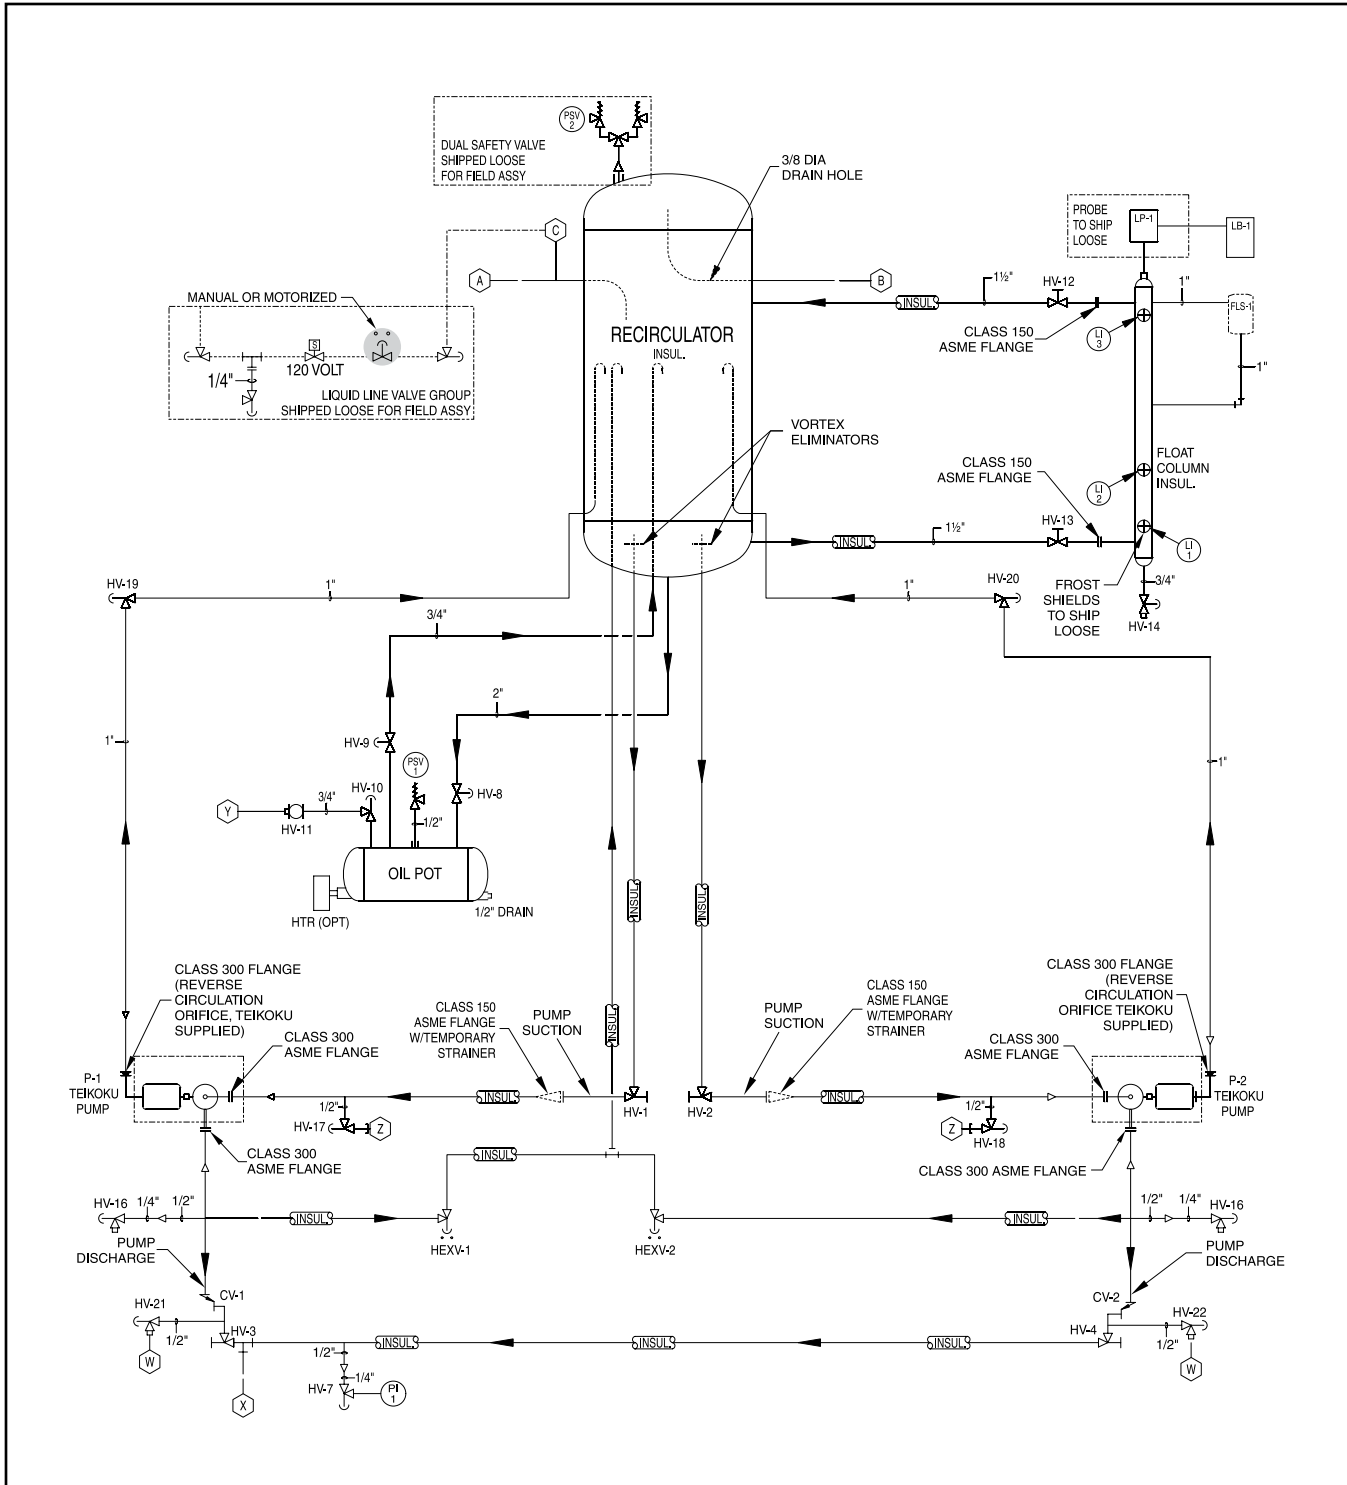 PSV
2
DUAL SAFETY VALVE
SHIPPED LOOSE
FOR FIELD ASSY
3/8 DIA
DRAIN HOLE
PROBE
TO SHIP
LOOSE
LP-1
LB-1
C
A
B
MANUAL OR MOTORIZED
S
120 VOLT
1/4"
LIQUID LINE VALVE GROUP
SHIPPED LOOSE FOR FIELD ASSY
RECIRCULATOR
INSUL.
INSUL.
1½"
HV-12
1"
FLS-1
CLASS 150
ASME FLANGE
LI
3
1"
VORTEX
ELIMINATORS
CLASS 150
ASME FLANGE
FLOAT
COLUMN
INSUL.
LI
2
INSUL.
1½"
HV-13
LI
1
FROST
SHIELDS
TO SHIP
LOOSE
3/4"
HV-14
HV-19
1"
1"
HV-20
3/4"
2"
1"
1"
HV-9
PSV
1
HV-10
HV-8
Y
3/4"
HV-11
1/2"
OIL POT
HTR (OPT)
1/2" DRAIN
INSUL.
INSUL.
INSUL.
CLASS 300 FLANGE
(REVERSE
CIRCULATION
ORIFICE, TEIKOKU
SUPPLIED)
CLASS 300
ASME FLANGE
CLASS 150
ASME FLANGE
W/TEMPORARY
STRAINER
PUMP
SUCTION
PUMP
SUCTION
CLASS 150
ASME FLANGE
W/TEMPORARY
STRAINER
CLASS 300 FLANGE
(REVERSE
CIRCULATION
ORIFICE TEIKOKU
SUPPLIED)
CLASS 300
ASME FLANGE
P-1
TEIKOKU
PUMP
P-2
TEIKOKU
PUMP
INSUL.
HV-1
HV-2
INSUL.
1/2"
HV-17
Z
1/2"
Z
HV-18
CLASS 300
ASME FLANGE
CLASS 300 ASME FLANGE
INSUL.
INSUL.
HV-16
1/4"
1/2"
INSUL.
HEXV-1
HEXV-2
INSUL.
1/2"
1/4"
HV-16
PUMP
DISCHARGE
PUMP
DISCHARGE
CV-1
CV-2
HV-21
1/2"
HV-3
W
X
INSUL.
INSUL.
INSUL.
1/2"
1/4"
HV-7
PI
1
HV-4
HV-22
1/2"
W